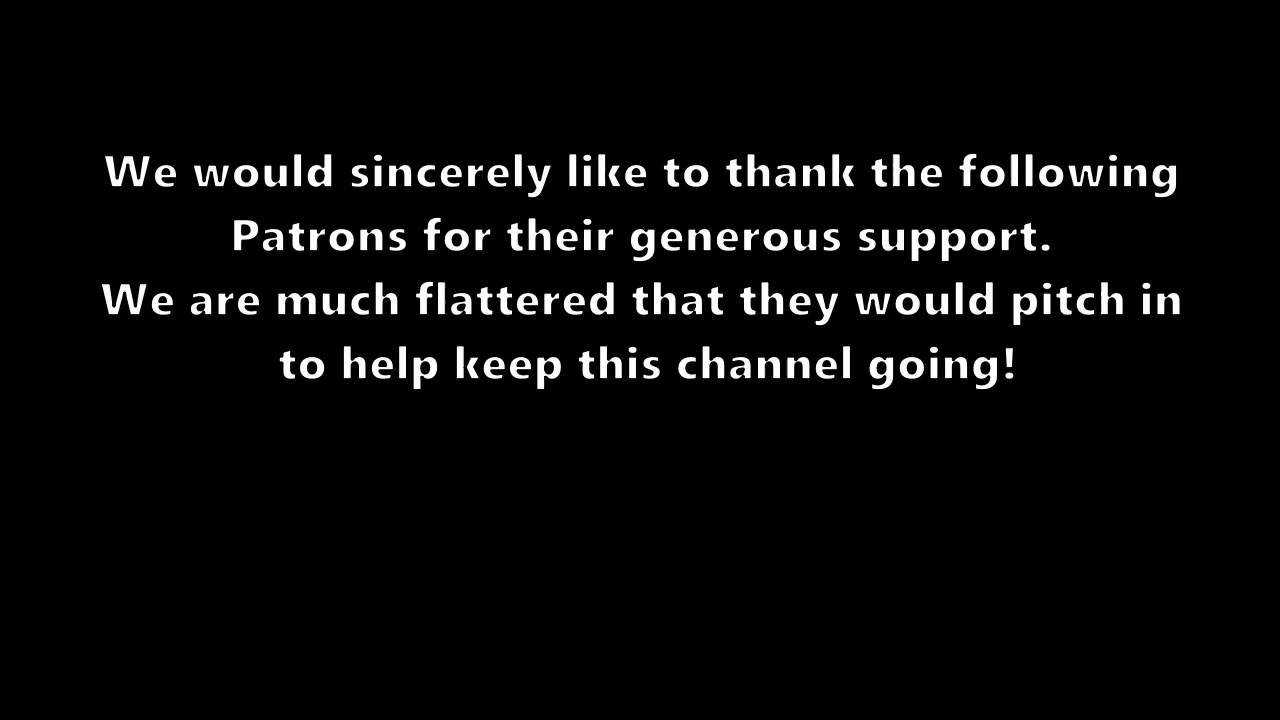 We would sincerely like to thank the following
Patrons for their generous support.
We are much flattered that they would pitch in
to help keep this channel going!